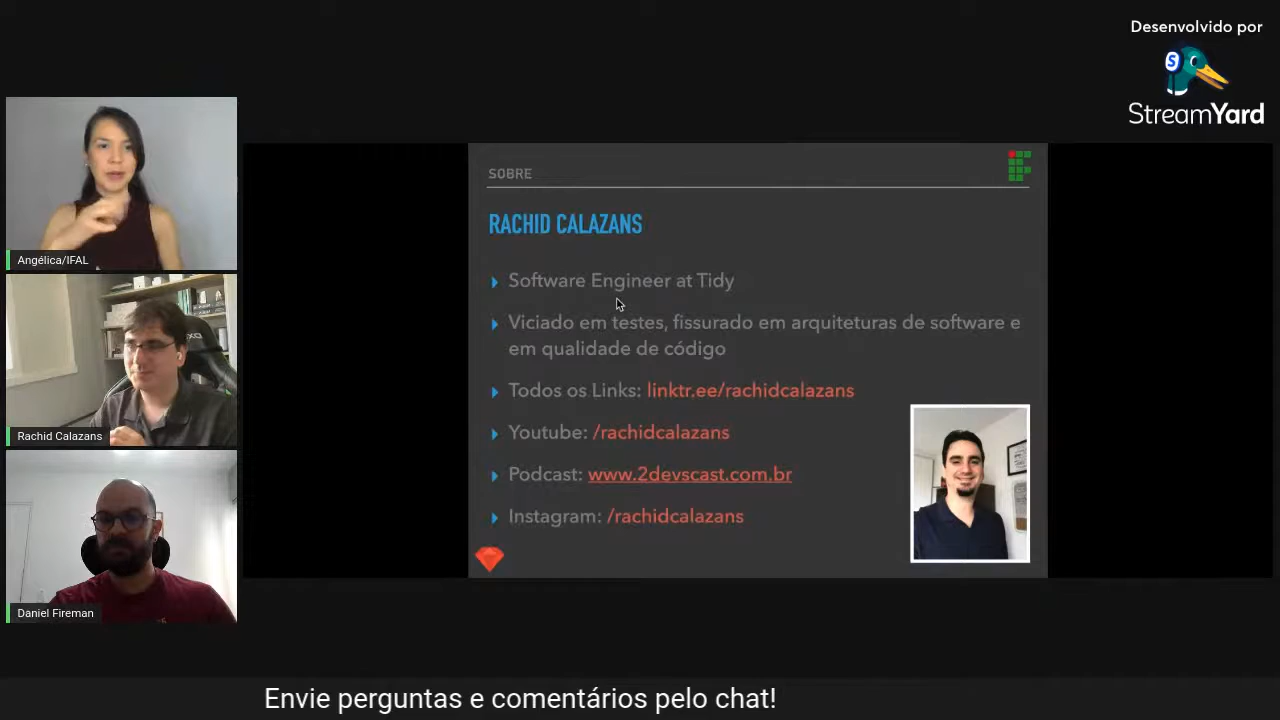 Desenvolvido por
StreamYard
Angélica/IFAL
Rachid Calazans
Daniel Fireman
SOBRE
RACHID CALAZANS
Software Engineer at Tidy
Viciado em testes, fissurado em arquiteturas de software e
em qualidade de código
Todos os Links: linktr.ee/rachidcalazans
Youtube: /rachidcalazans
Podcast: www.2devscast.com.br
Instagram: /rachidcalazans
Envie perguntas e comentários pelo chat!